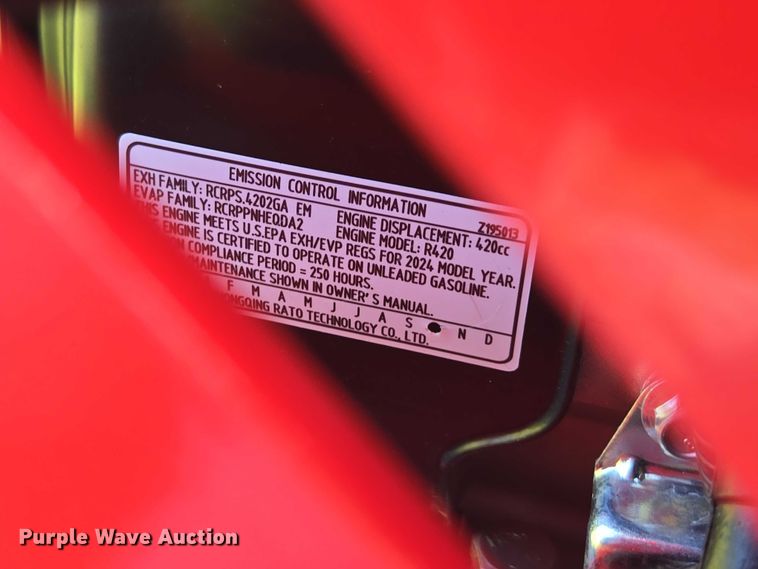 EMISSION CONTROL INFORMATION
Z195013
EXH FAMILY: RCRPS.4202GA EM ENGINE DISPLACEMENT: 420cc
EVAP FAMILY: RCRPPNHEQDA2 ENGINE MODEL: R420
THIS ENGINE MEETS U.S.EPA EXH/EVP REGS FOR 2024 MODEL YEAR.
ENGINE IS CERTIFIED TO OPERATE ON UNLEADED GASOLINE.
COMPLIANCE PERIOD = 250 HOURS.
MAINTENANCE SHOWN IN OWNER'S MANUAL.
F M A M J J A S N D
RATO TECHNOLOGY CO., LTD.
Purple Wave Auction